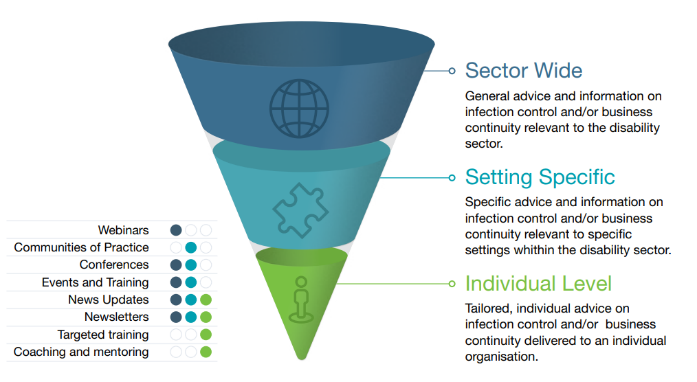 Sector Wide
General advice and information on
infection control and/or business
continuity relevant to the disability
sector.
Setting Specific
Specific advice and information on
infection control and/or business
continuity relevant to specific
settings whithin the disability sector.
Individual Level
Tailored, individual advice on
infection control and/or business
continuity delivered to an individual
organisation.
Webinars
Communities of Practice
Conferences
Events and Training
News Updates
Newsletters
Targeted training
Coaching and mentoring